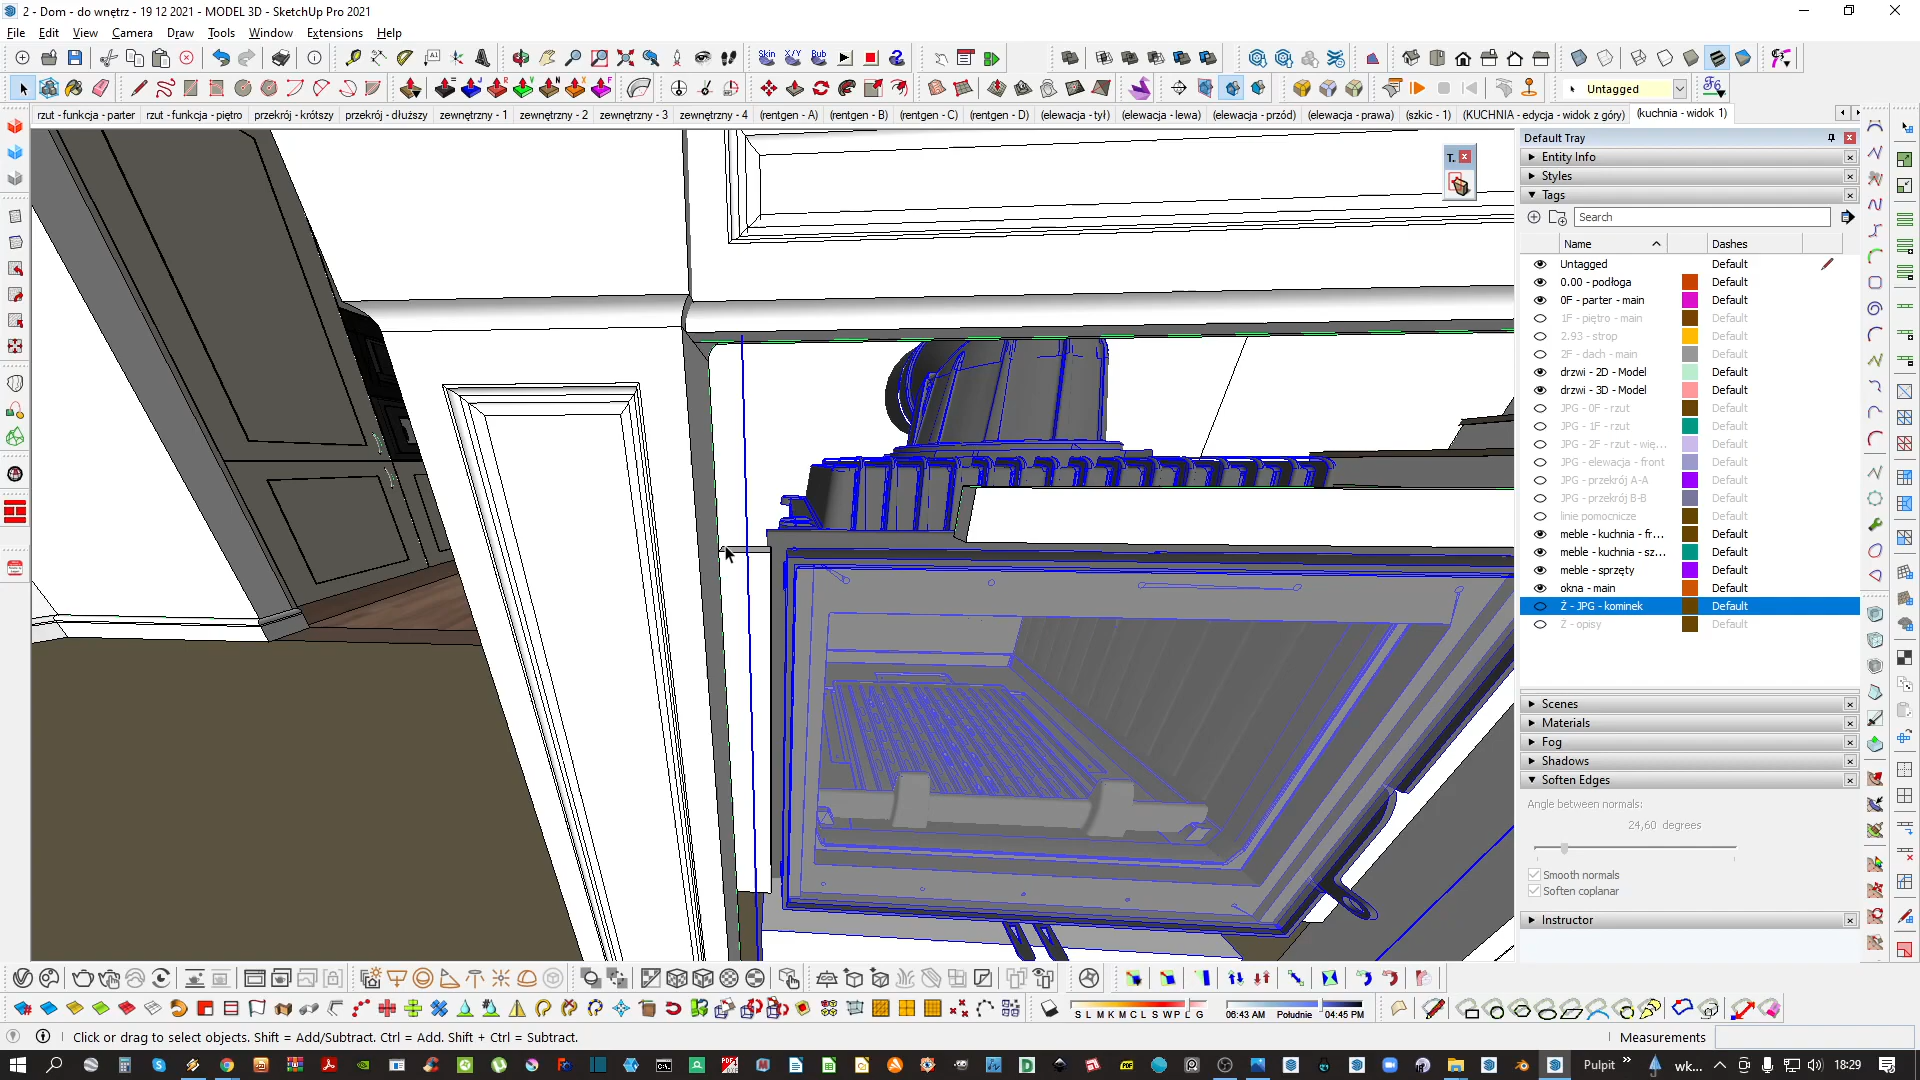 2 - Dom - do wnętrz - 19 12 2021 - MODEL 3D - SketchUp Pro 2021
File Edit View Camera Draw Tools Window Extensions Help
Skin X/Y Bub
Untagged
rzut - funkcja - parter rzut - funkcja - piętro przekrój - krótszy przekrój - dłuższy zewnętrzny - 1 zewnętrzny - 2 zewnętrzny - 3 zewnętrzny - 4 (rentgen - A) (rentgen - B) (rentgen - C) (rentgen - D) (elewacja - tył) (elewacja - lewa) (elewacja - przód) (elewacja - prawa) (szkic - 1) (KUCHNIA - edycja - widok z góry) (kuchnia - widok 1)
T.
Default Tray
Entity Info
Styles
Tags
Search
Name Dashes
Untagged Default
0.00 - podłoga Default
0F - parter - main Default
1F - piętro - main Default
2.93 - strop Default
2F - dach - main Default
drzwi - 2D - Model Default
drzwi - 3D - Model Default
JPG - 0F - rzut Default
JPG - 1F - rzut Default
JPG - 2F - rzut - wię... Default
JPG - elewacja - front Default
JPG - przekrój A-A Default
JPG - przekrój B-B Default
linie pomocnicze Default
meble - kuchnia - fr... Default
meble - kuchnia - sz... Default
meble - sprzęty Default
okna - main Default
Ż - JPG - kominek Default
Ż - opisy Default
Scenes
Materials
Fog
Shadows
Soften Edges
Angle between normals:
24,60 degrees
Smooth normals
Soften coplanar
Instructor
06:43 AM Południe 04:45 PM
Click or drag to select objects. Shift = Add/Subtract. Ctrl = Add. Shift + Ctrl = Subtract.
Measurements
Pulpit
wk...
18:29